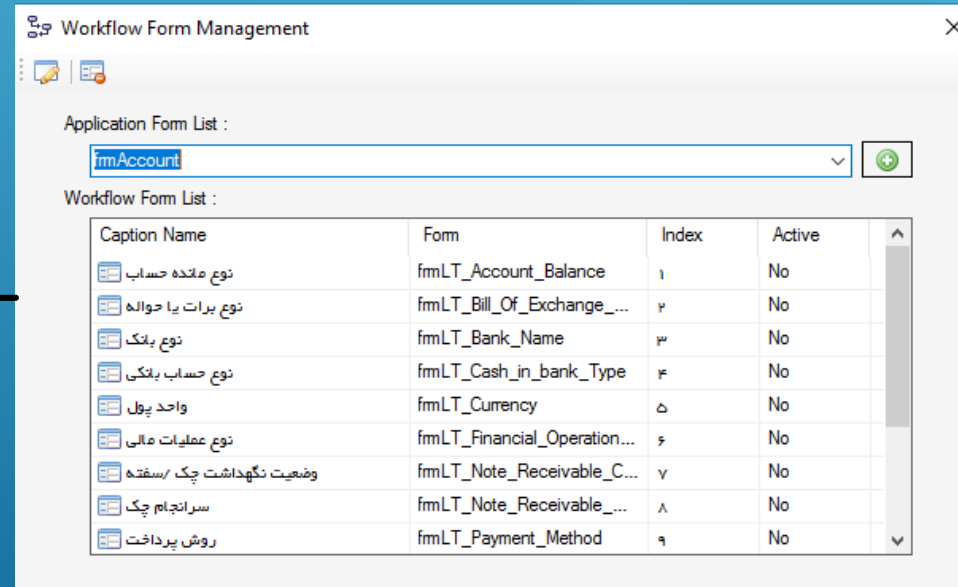 Workflow Form Management
Application Form List :
frmAccount
Workflow Form List :
Caption Name Form Index Active
نوع مانده حساب frmLT_Account_Balance ۱ No
نوع برات یا حواله frmLT_Bill_Of_Exchange_... ۲ No
نوع بانک frmLT_Bank_Name ۳ No
نوع حساب بانکی frmLT_Cash_in_bank_Type ۴ No
واحد پول frmLT_Currency ۵ No
نوع عملیات مالی frmLT_Financial_Operation... ۶ No
وضعیت نگهداشت چک /سفته frmLT_Note_Receivable_C... ۷ No
سرانجام چک frmLT_Note_Receivable_... ۸ No
روش پرداخت frmLT_Payment_Method ۹ No